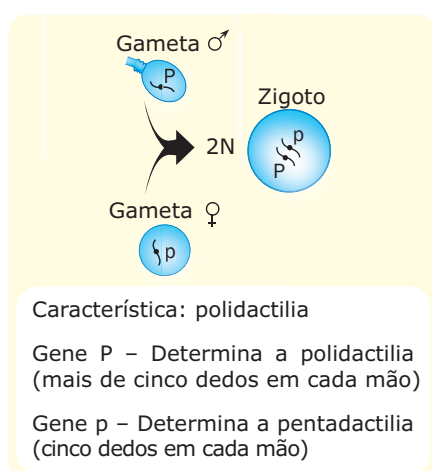 Gameta ♂
P
Zigoto
2N
p
P
Gameta ♀
p
Característica: polidactilia
Gene P – Determina a polidactilia
(mais de cinco dedos em cada mão)
Gene p – Determina a pentadactilia
(cinco dedos em cada mão)